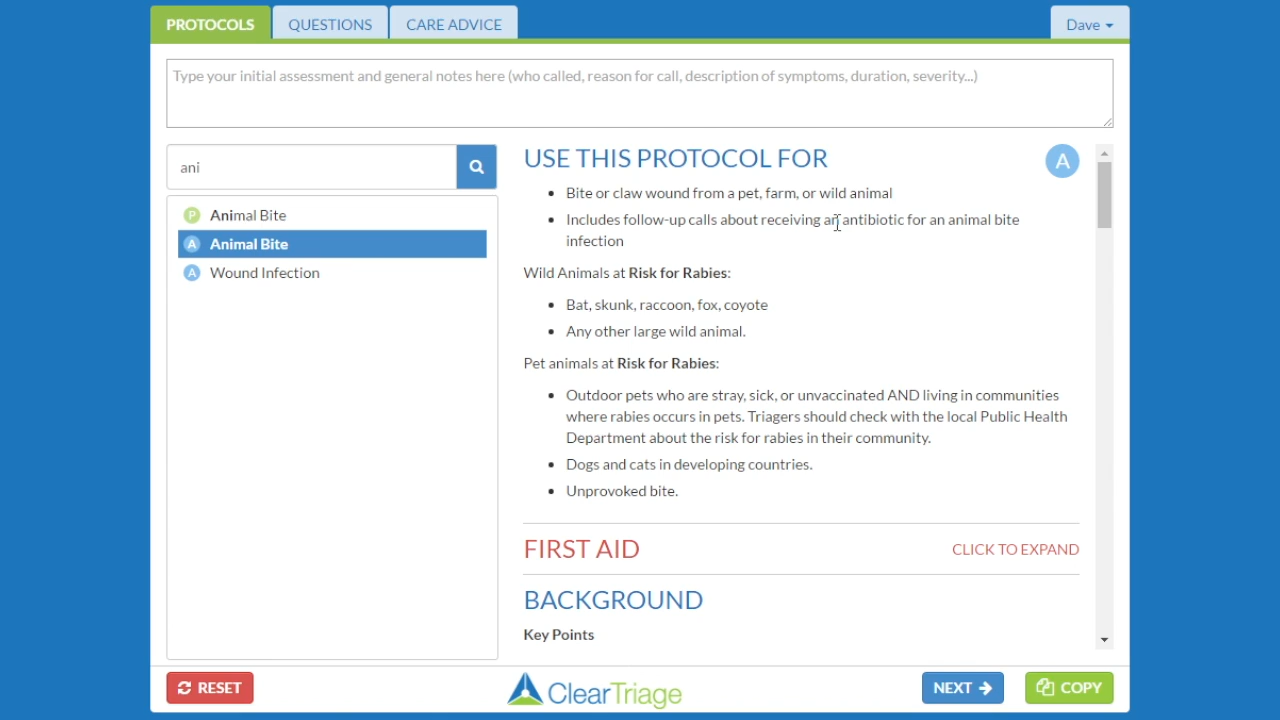 PROTOCOLS QUESTIONS CARE ADVICE Dave
Type your initial assessment and general notes here (who called, reason for call, description of symptoms, duration, severity...)
ani
P Animal Bite
A Animal Bite
A Wound Infection
USE THIS PROTOCOL FOR
A
• Bite or claw wound from a pet, farm, or wild animal
• Includes follow-up calls about receiving an antibiotic for an animal bite
infection
Wild Animals at Risk for Rabies:
• Bat, skunk, raccoon, fox, coyote
• Any other large wild animal.
Pet animals at Risk for Rabies:
• Outdoor pets who are stray, sick, or unvaccinated AND living in communities
where rabies occurs in pets. Triagers should check with the local Public Health
Department about the risk for rabies in their community.
• Dogs and cats in developing countries.
• Unprovoked bite.
FIRST AID CLICK TO EXPAND
BACKGROUND
Key Points
RESET ClearTriage NEXT COPY